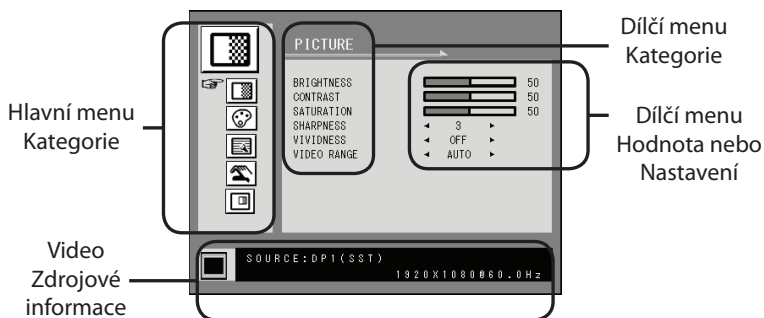 Hlavní menu
Kategorie
Video
Zdrojové
informace
PICTURE
BRIGHTNESS 50
CONTRAST 50
SATURATION 50
SHARPNESS 3
VIVIDNESS OFF
VIDEO RANGE AUTO
SOURCE:DP1(SST)
1920X1080@60.0Hz
Dílčí menu
Kategorie
Dílčí menu
Hodnota nebo
Nastavení